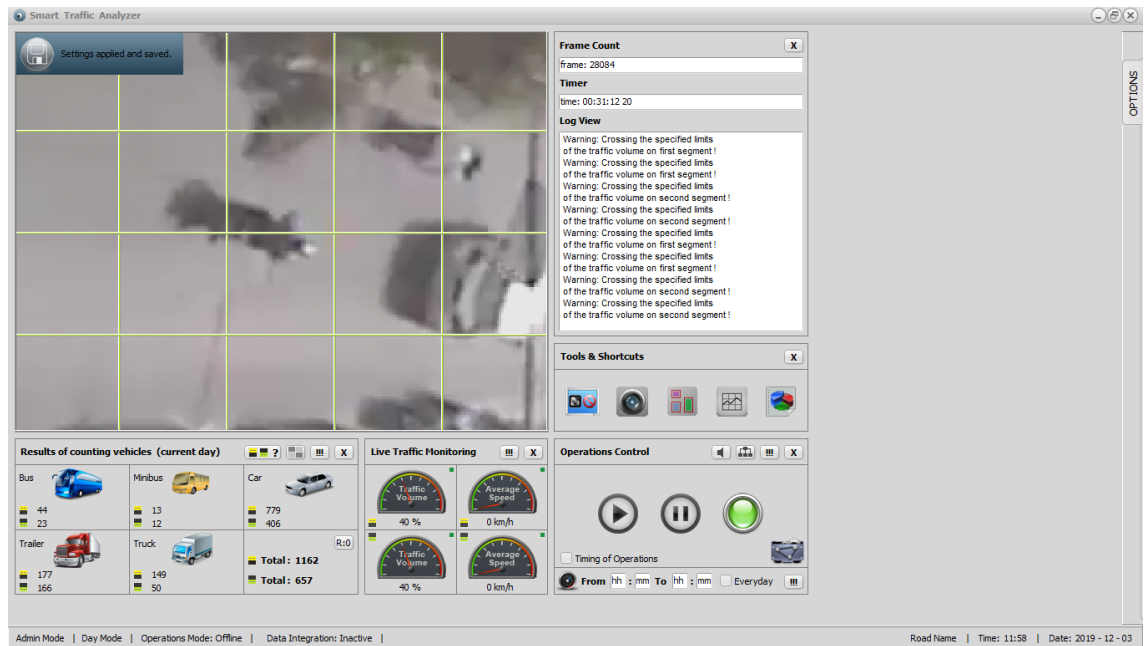 Smart Traffic Analyzer
Settings applied and saved.
Frame Count X
frame: 28084
Timer
time: 00:31:12 20
Log View
Warning: Crossing the specified limits
of the traffic volume on first segment !
Warning: Crossing the specified limits
of the traffic volume on first segment !
Warning: Crossing the specified limits
of the traffic volume on second segment !
Warning: Crossing the specified limits
of the traffic volume on second segment !
Warning: Crossing the specified limits
of the traffic volume on first segment !
Warning: Crossing the specified limits
of the traffic volume on first segment !
Warning: Crossing the specified limits
of the traffic volume on second segment !
Warning: Crossing the specified limits
of the traffic volume on second segment !
OPTIONS
Tools & Shortcuts X
Results of counting vehicles (current day) ? !!! X
Bus
44
23
Minibus
13
12
Car
779
406
Trailer
177
166
Truck
149
50
R:0
Total : 1162
Total : 657
Live Traffic Monitoring !!! X
Traffic
Volume
40 %
Average
Speed
0 km/h
Traffic
Volume
40 %
Average
Speed
0 km/h
Operations Control !!! X
Timing of Operations
From hh : mm To hh : mm Everyday !!!
Admin Mode | Day Mode | Operations Mode: Offline | Data Integration: Inactive |
Road Name | Time: 11:58 | Date: 2019 - 12 - 03